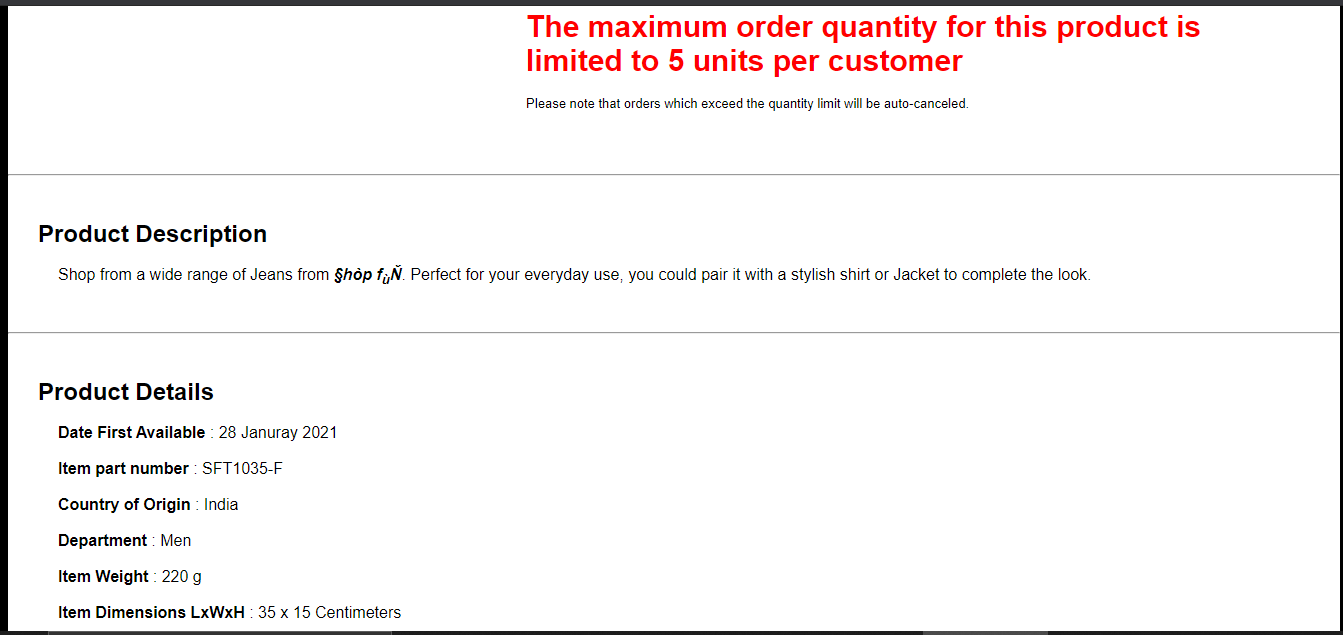 The maximum order quantity for this product is
limited to 5 units per customer
Please note that orders which exceed the quantity limit will be auto-canceled.
Product Description
Shop from a wide range of Jeans from §hòp fùÑ. Perfect for your everyday use, you could pair it with a stylish shirt or Jacket to complete the look.
Product Details
Date First Available : 28 Januray 2021
Item part number : SFT1035-F
Country of Origin : India
Department : Men
Item Weight : 220 g
Item Dimensions LxWxH : 35 x 15 Centimeters